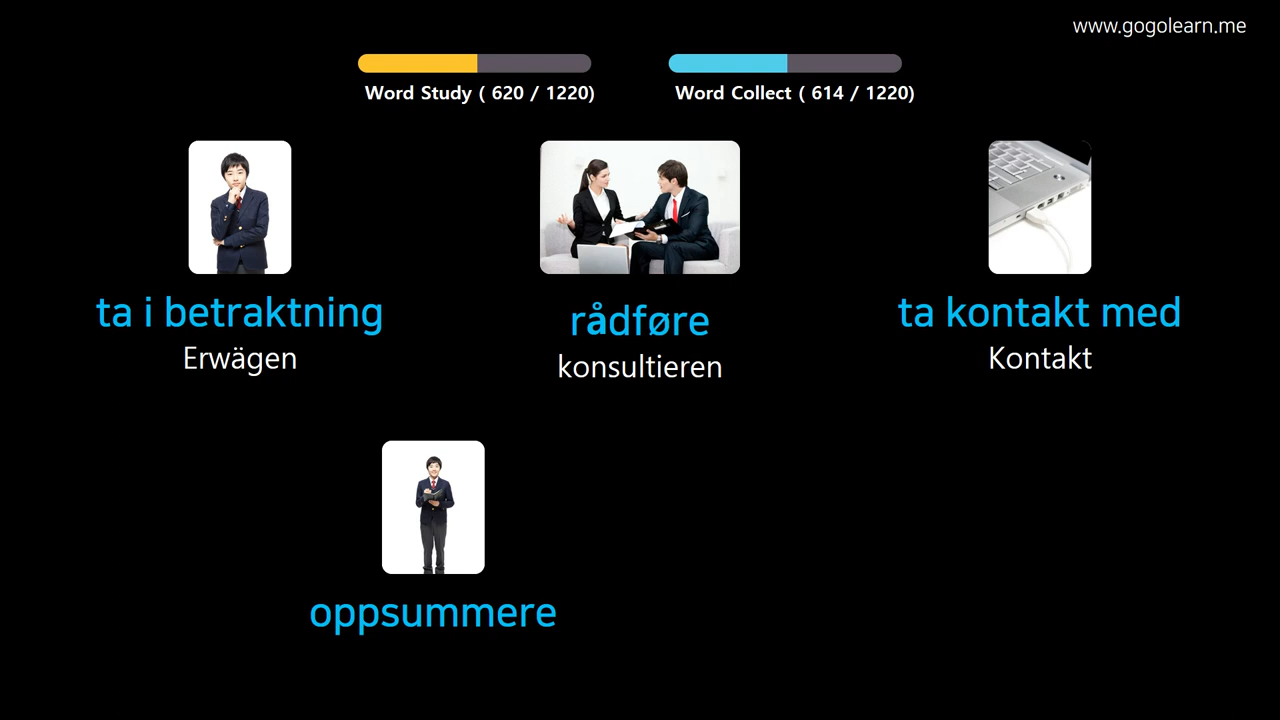 www.gogolearn.me
Word Study ( 620 / 1220)
Word Collect ( 614 / 1220)
ta i betraktning
Erwägen
rådføre
konsultieren
ta kontakt med
Kontakt
oppsummere